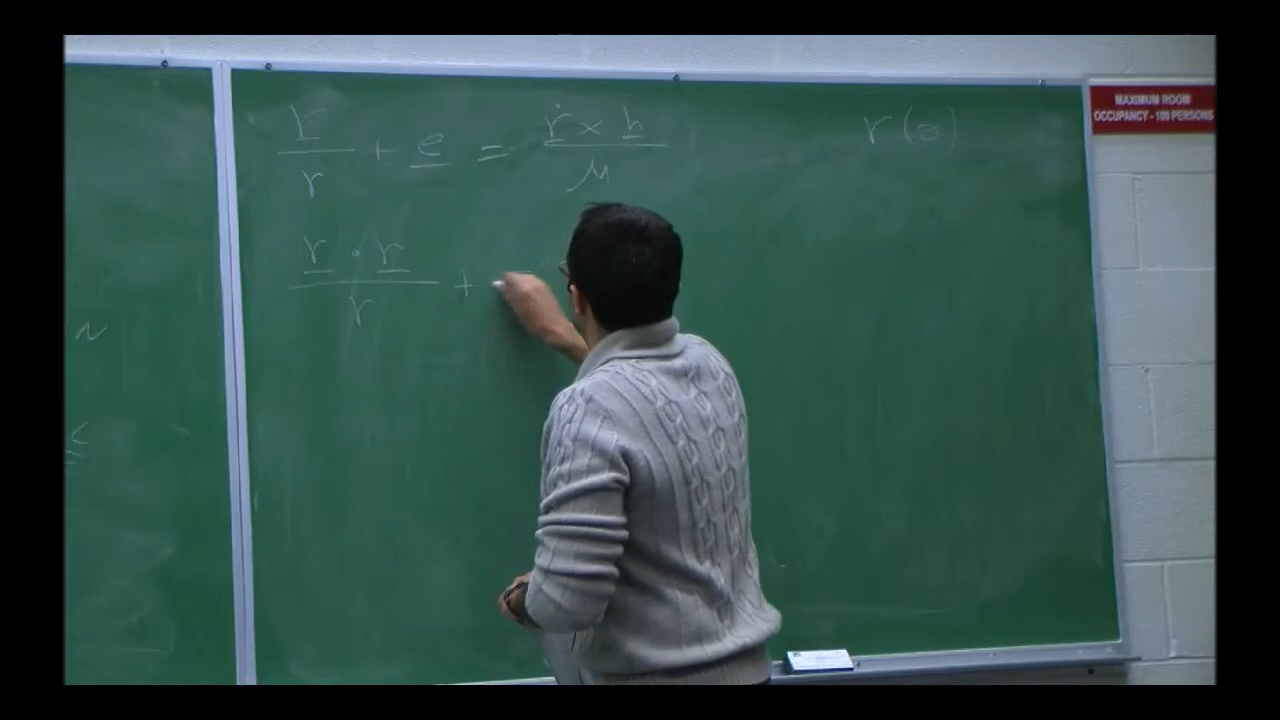 r/r + e = ṙ × h / μ
r (
r · r / r +
MAXIMUM ROOM
OCCUPANCY - 100 PERSONS